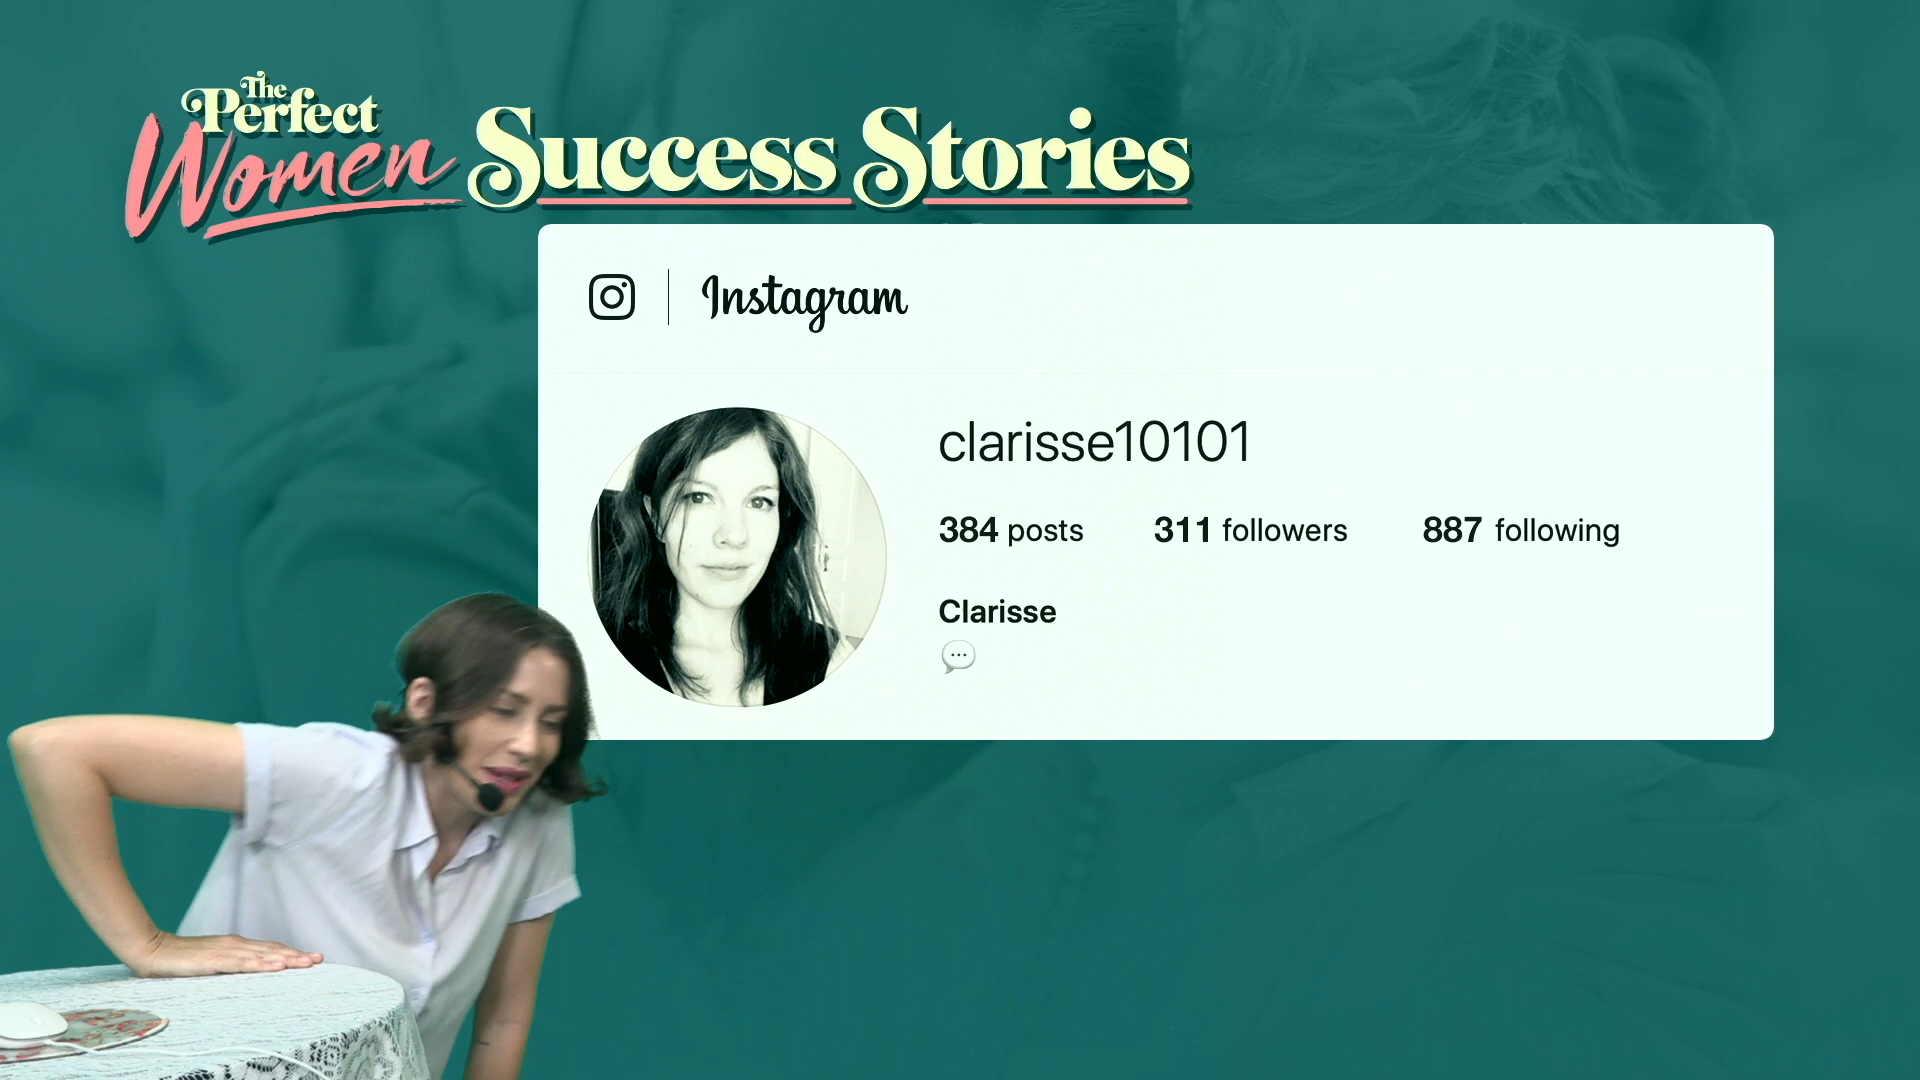 The
Perfect
Women
Success Stories
Instagram
clarisse10101
384 posts 311 followers 887 following
Clarisse